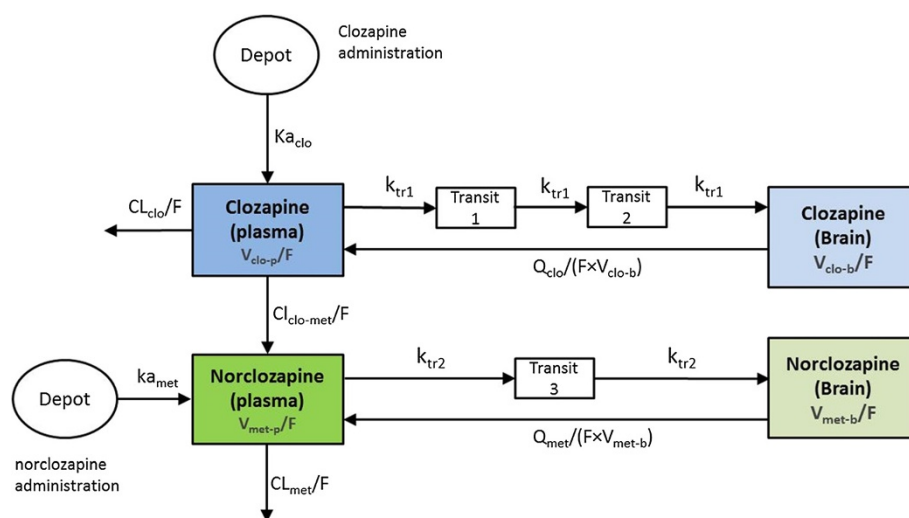 Clozapine
administration
Depot
Ka_clo
k_tr1
k_tr1
k_tr1
Transit
1
Transit
2
CL_clo/F
Clozapine
(plasma)
V_clo-p/F
Clozapine
(Brain)
V_clo-b/F
Q_clo/(F×V_clo-b)
Cl_clo-met/F
k_tr2
k_tr2
Transit
3
ka_met
Depot
Norclozapine
(plasma)
V_met-p/F
Norclozapine
(Brain)
V_met-b/F
Q_met/(F×V_met-b)
norclozapine
administration
CL_met/F